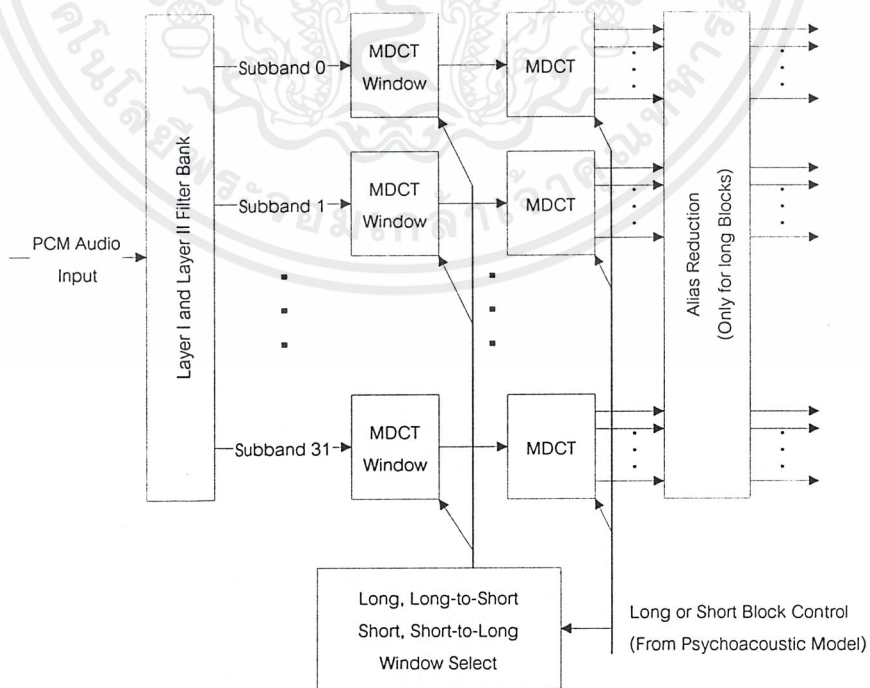 PCM Audio
Input
Layer I and Layer II Filter Bank
Subband 0
MDCT
Window
MDCT
Subband 1
MDCT
Window
MDCT
Subband 31
MDCT
Window
MDCT
Alias Reduction
(Only for long Blocks)
Long, Long-to-Short
Short, Short-to-Long
Window Select
Long or Short Block Control
(From Psychoacoustic Model)